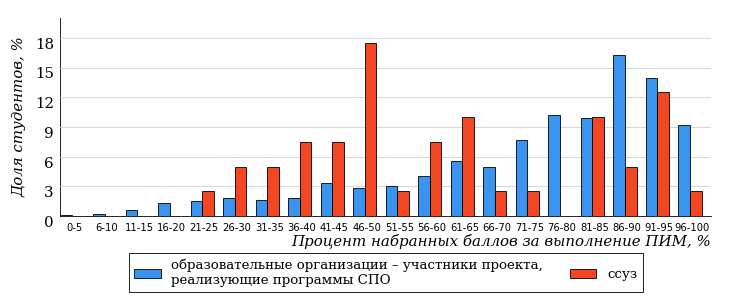 Доля студентов, %
18
15
12
9
6
3
0
0-5 6-10 11-15 16-20 21-25 26-30 31-35 36-40 41-45 46-50 51-55 56-60 61-65 66-70 71-75 76-80 81-85 86-90 91-95 96-100
Процент набранных баллов за выполнение ПИМ, %
образовательные организации – участники проекта,
реализующие программы СПО
ссуз